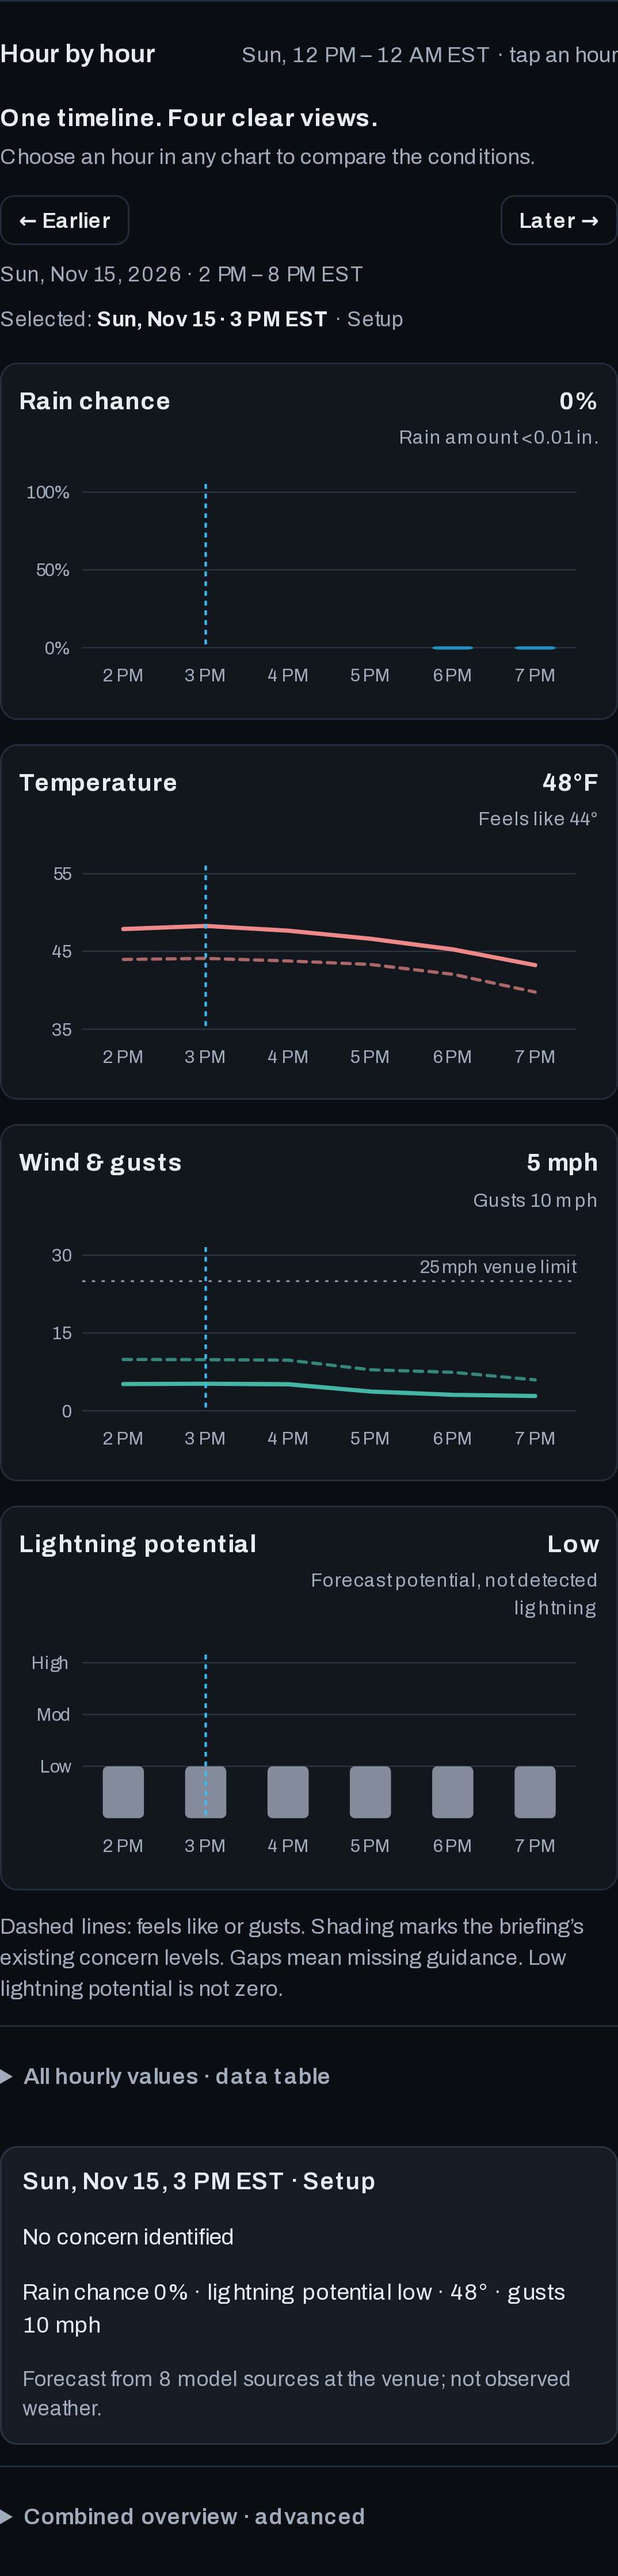 Hour by hour
Sun, 12 PM – 12 AM EST · tap an hour
One timeline. Four clear views.
Choose an hour in any chart to compare the conditions.
← Earlier
Later →
Sun, Nov 15, 2026 · 2 PM – 8 PM EST
Selected: Sun, Nov 15 · 3 PM EST · Setup
Rain chance
0%
Rain amount <0.01 in.
100%
50%
0%
2 PM 3 PM 4 PM 5 PM 6 PM 7 PM
Temperature
48°F
Feels like 44°
55
45
35
2 PM 3 PM 4 PM 5 PM 6 PM 7 PM
Wind & gusts
5 mph
Gusts 10 mph
30
25 mph venue limit
15
0
2 PM 3 PM 4 PM 5 PM 6 PM 7 PM
Lightning potential
Low
Forecast potential, not detected
lightning
High
Mod
Low
2 PM 3 PM 4 PM 5 PM 6 PM 7 PM
Dashed lines: feels like or gusts. Shading marks the briefing’s
existing concern levels. Gaps mean missing guidance. Low
lightning potential is not zero.
▶ All hourly values · data table
Sun, Nov 15, 3 PM EST · Setup
No concern identified
Rain chance 0% · lightning potential low · 48° · gusts
10 mph
Forecast from 8 model sources at the venue; not observed
weather.
▶ Combined overview · advanced